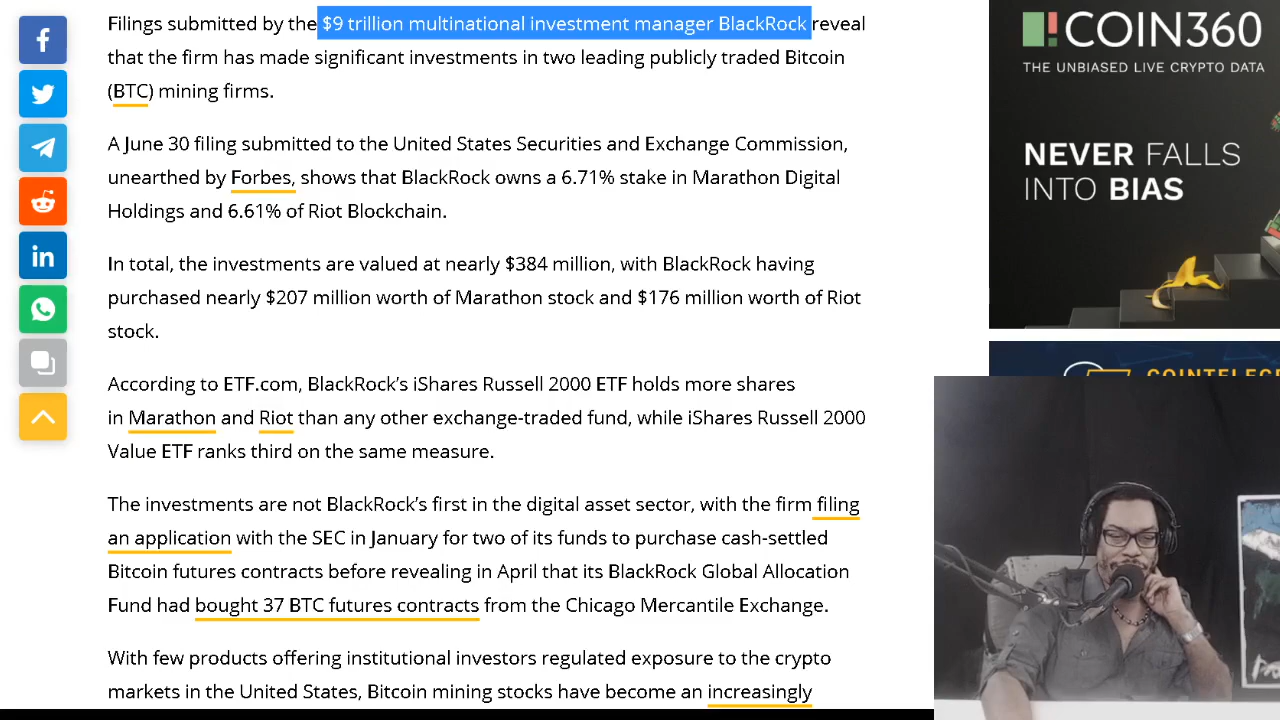 Filings submitted by the $9 trillion multinational investment manager BlackRock reveal
that the firm has made significant investments in two leading publicly traded Bitcoin
(BTC) mining firms.
A June 30 filing submitted to the United States Securities and Exchange Commission,
unearthed by Forbes, shows that BlackRock owns a 6.71% stake in Marathon Digital
Holdings and 6.61% of Riot Blockchain.
In total, the investments are valued at nearly $384 million, with BlackRock having
purchased nearly $207 million worth of Marathon stock and $176 million worth of Riot
stock.
According to ETF.com, BlackRock’s iShares Russell 2000 ETF holds more shares
in Marathon and Riot than any other exchange-traded fund, while iShares Russell 2000
Value ETF ranks third on the same measure.
The investments are not BlackRock’s first in the digital asset sector, with the firm filing
an application with the SEC in January for two of its funds to purchase cash-settled
Bitcoin futures contracts before revealing in April that its BlackRock Global Allocation
Fund had bought 37 BTC futures contracts from the Chicago Mercantile Exchange.
With few products offering institutional investors regulated exposure to the crypto
markets in the United States, Bitcoin mining stocks have become an increasingly
COIN360
THE UNBIASED LIVE CRYPTO DATA
NEVER FALLS
INTO BIAS